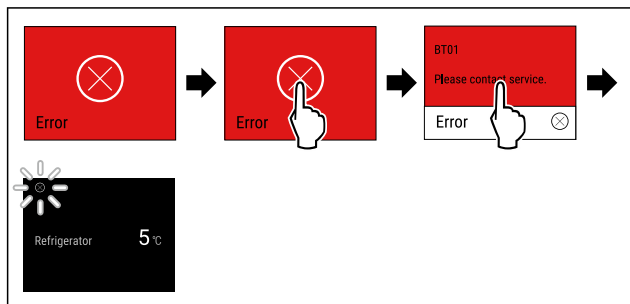 Error
Error
BT01
Please contact service.
Error
Refrigerator 5 °C